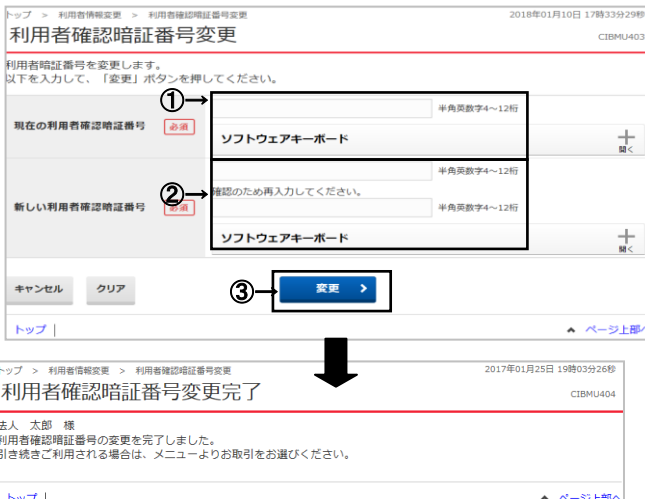 トップ > 利用者情報変更 > 利用者確認暗証番号変更
2018年01月10日 17時33分29秒
利用者確認暗証番号変更
CIBMU403
利用者暗証番号を変更します。
以下を入力して、「変更」ボタンを押してください。
①
現在の利用者確認暗証番号 必須
半角英数字4～12桁
ソフトウェアキーボード
開く
②
新しい利用者確認暗証番号 必須
半角英数字4～12桁
確認のため再入力してください。
半角英数字4～12桁
ソフトウェアキーボード
開く
キャンセル クリア ③ 変更 >
トップ |
ページ上部へ
トップ > 利用者情報変更 > 利用者確認暗証番号変更
2017年01月25日 19時03分26秒
利用者確認暗証番号変更完了
CIBMU404
法人 太郎 様
利用者確認暗証番号の変更を完了しました。
引き続きご利用される場合は、メニューよりお取引をお選びください。
トップ |
ページ上部へ